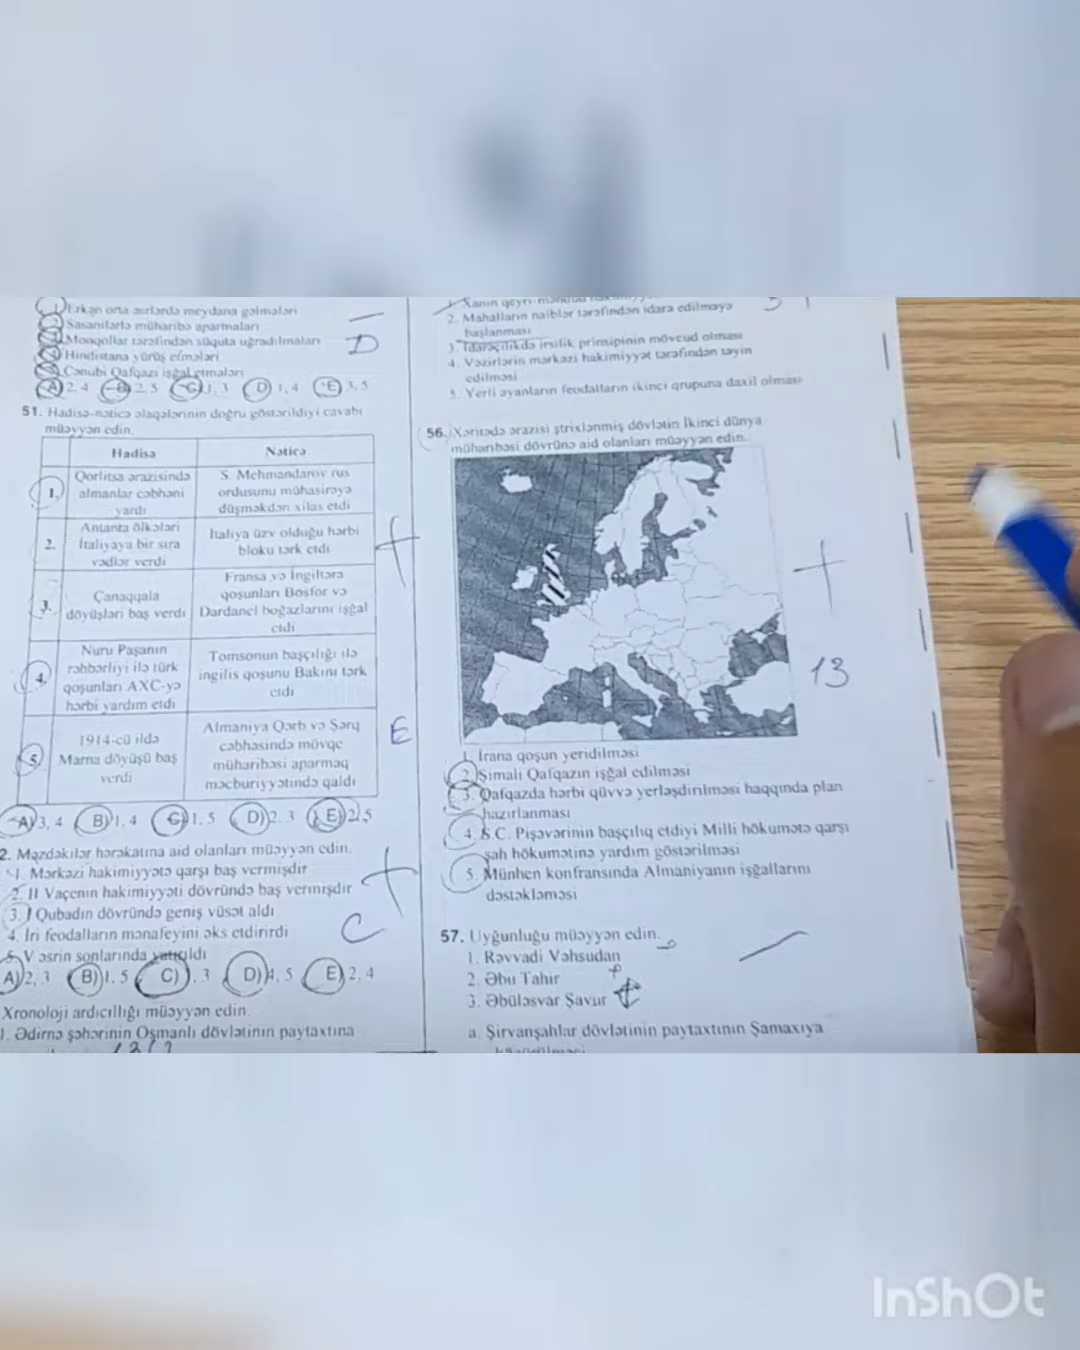 1. Erkən orta əsrlərdə meydana gəlmələri
2. Sasanilərlə müharibə aparmaları
3. Monqollar tərəfindən süquta uğradılmaları
4. Hindistana yürüş etmələri
5. Cənubi Qafqazı işğal etmələri
D
A) 2, 4 B) 2, 5 C) 1, 3 D) 1, 4 E) 3, 5
51. Hadisə-nəticə əlaqələrinin doğru göstərildiyi cavabı
müəyyən edin.
Hadisə Nəticə
1. Qorlitsa ərazisində almanlar cəbhəni yardı
S. Mehmandarov rus ordusunu mühasirəyə düşməkdən xilas etdi
2. Antanta ölkələri İtaliyaya bir sıra vədlər verdi
İtaliya üzv olduğu hərbi bloku tərk etdi
3. Çanaqqala döyüşləri baş verdi
Fransa və İngiltərə qoşunları Bosfor və Dardanel boğazlarını işğal etdi
4. Nuru Paşanın rəhbərliyi ilə türk qoşunları AXC-yə hərbi yardım etdi
Tomsonun başçılığı ilə ingilis qoşunu Bakını tərk etdi
5. 1914-cü ildə Marna döyüşü baş verdi
Almaniya Qərb və Şərq cəbhəsində mövqe müharibəsi aparmaq məcburiyyətində qaldı
E
A) 3, 4 B) 1, 4 C) 1, 5 D) 2, 3 E) 2, 5
2. Məzdəkilər hərəkatına aid olanları müəyyən edin.
1. Mərkəzi hakimiyyətə qarşı baş vermişdir
2. II Vaçenin hakimiyyəti dövründə baş vermişdir
3. I Qubadın dövründə geniş vüsət aldı
4. İri feodalların mənafeyini əks etdirirdi
5. V əsrin sonlarında yatırıldı
C
A) 2, 3 B) 1, 5 C) 1, 3 D) 4, 5 E) 2, 4
Xronoloji ardıcıllığı müəyyən edin.
1. Ədirnə şəhərinin Osmanlı dövlətinin paytaxtına
1. Xanın qeyri-məhdud
2. Mahalların naiblər tərəfindən idarə edilməyə
başlanması
3. İdarəçilikdə irsilik prinsipinin mövcud olması
4. Vəzirlərin mərkəzi hakimiyyət tərəfindən təyin
edilməsi
5. Yerli əyanların feodalların ikinci qrupuna daxil olması
56. Xəritədə ərazisi ştrixlənmiş dövlətin İkinci dünya
müharibəsi dövrünə aid olanları müəyyən edin.
13
1. İrana qoşun yeridilməsi
2. Şimali Qafqazın işğal edilməsi
3. Qafqazda hərbi qüvvə yerləşdirilməsi haqqında plan
hazırlanması
4. S.C. Pişəvərinin başçılıq etdiyi Milli hökumətə qarşı
şah hökumətinə yardım göstərilməsi
5. Münhen konfransında Almaniyanın işğallarını
dəstəkləməsi
57. Uyğunluğu müəyyən edin.
1. Rəvvadi Vəhsudan
2. Əbu Tahir
3. Əbüləsvar Şavur
a. Şirvanşahlar dövlətinin paytaxtının Şamaxıya
InShOt